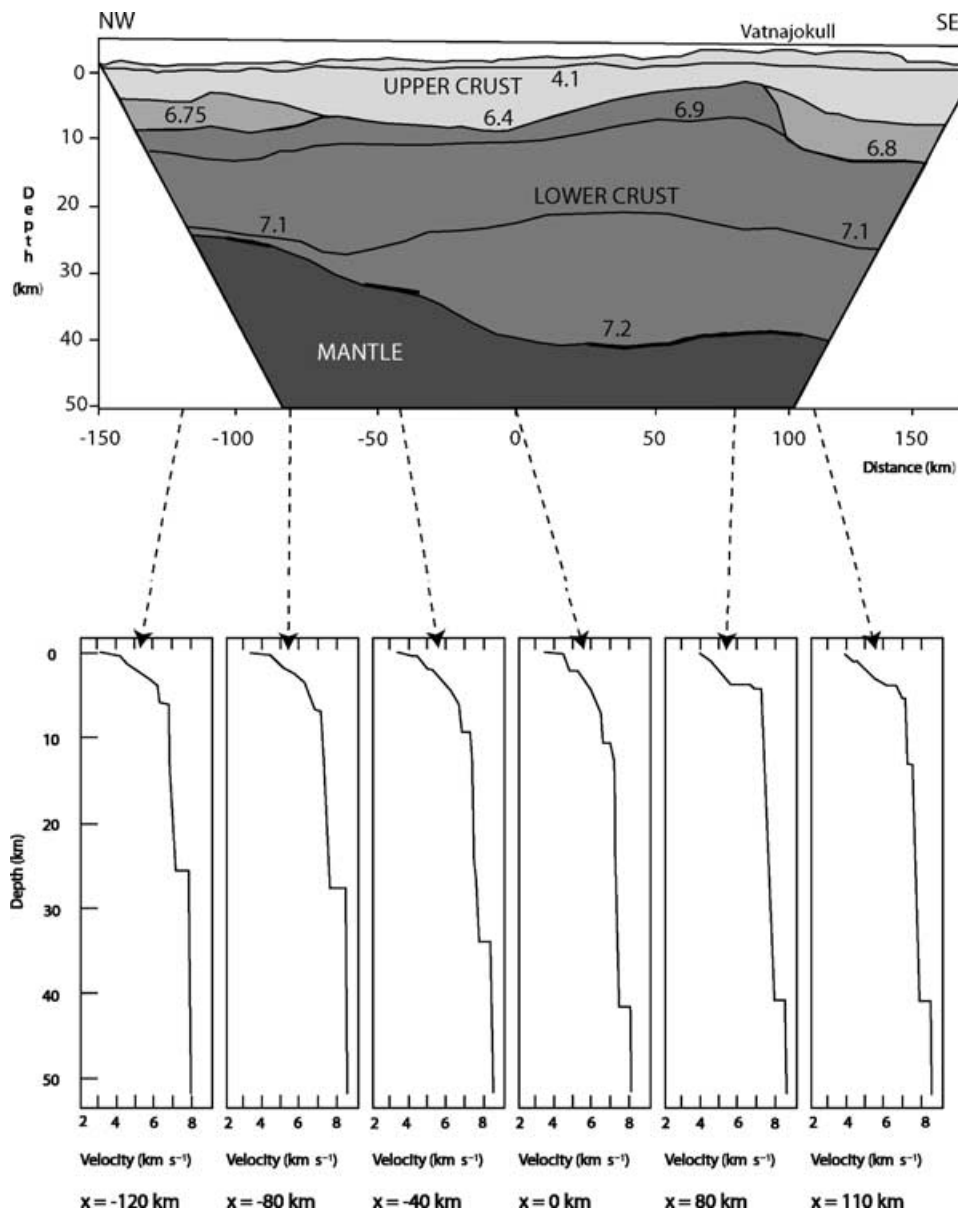 NW
SE
Vatnajokull
0
UPPER CRUST
4.1
6.75
6.4
6.9
10
6.8
Depth
(km)
20
LOWER CRUST
7.1
7.1
30
40
7.2
MANTLE
50
-150 -100 -50 0 50 100 150
Distance (km)
0
10
20
Depth (km)
30
40
50
2 4 6 8 2 4 6 8 2 4 6 8 2 4 6 8 2 4 6 8 2 4 6 8
Velocity (km s⁻¹) Velocity (km s⁻¹) Velocity (km s⁻¹) Velocity (km s⁻¹) Velocity (km s⁻¹) Velocity (km s⁻¹)
x = -120 km x = -80 km x = -40 km x = 0 km x = 80 km x = 110 km